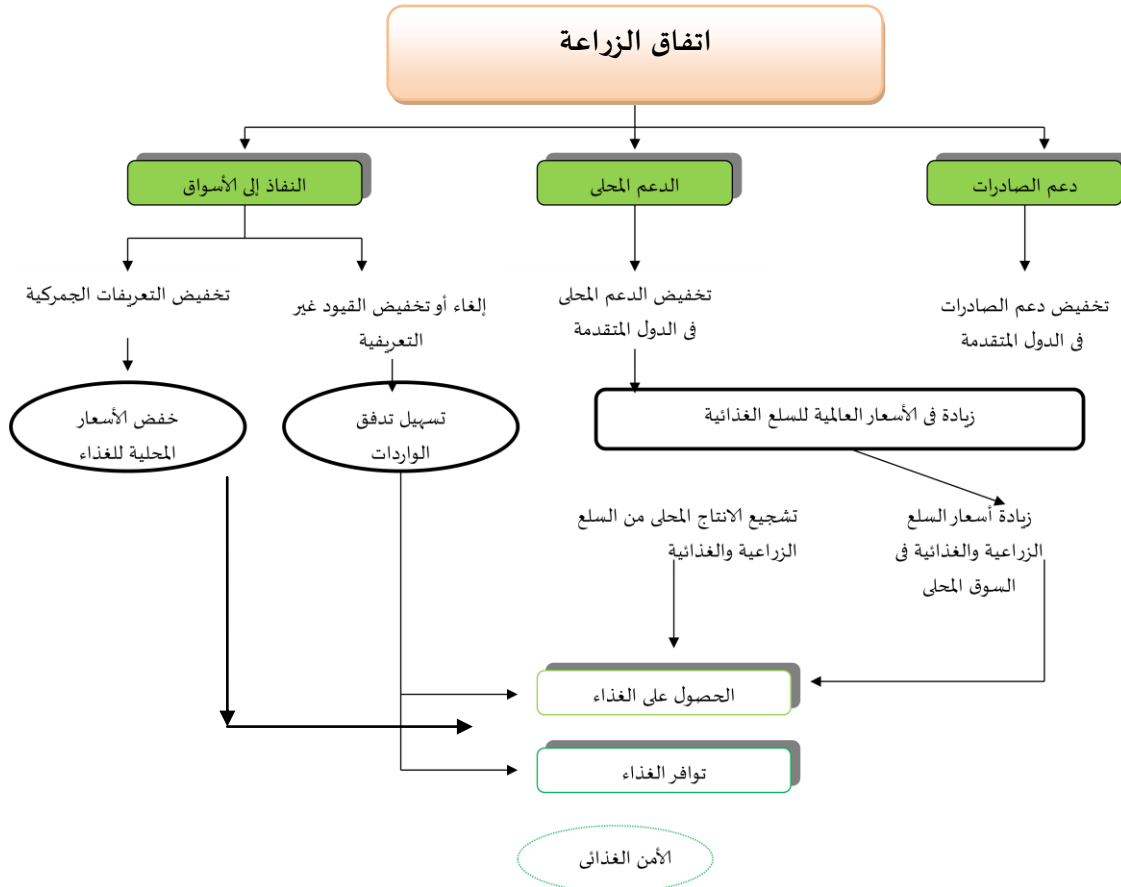 اتفاق الزراعة
دعم الصادرات
الدعم المحلى
النفاذ إلى الأسواق
تخفيض دعم الصادرات
فى الدول المتقدمة
تخفيض الدعم المحلى
فى الدول المتقدمة
إلغاء أو تخفيض القيود غير
التعريفية
تخفيض التعريفات الجمركية
زيادة فى الأسعار العالمية للسلع الغذائية
تسهيل تدفق
الواردات
خفض الأسعار
المحلية للغذاء
زيادة أسعار السلع
الزراعية والغذائية فى
السوق المحلى
تشجيع الانتاج المحلى من السلع
الزراعية والغذائية
الحصول على الغذاء
توافر الغذاء
الأمن الغذائى